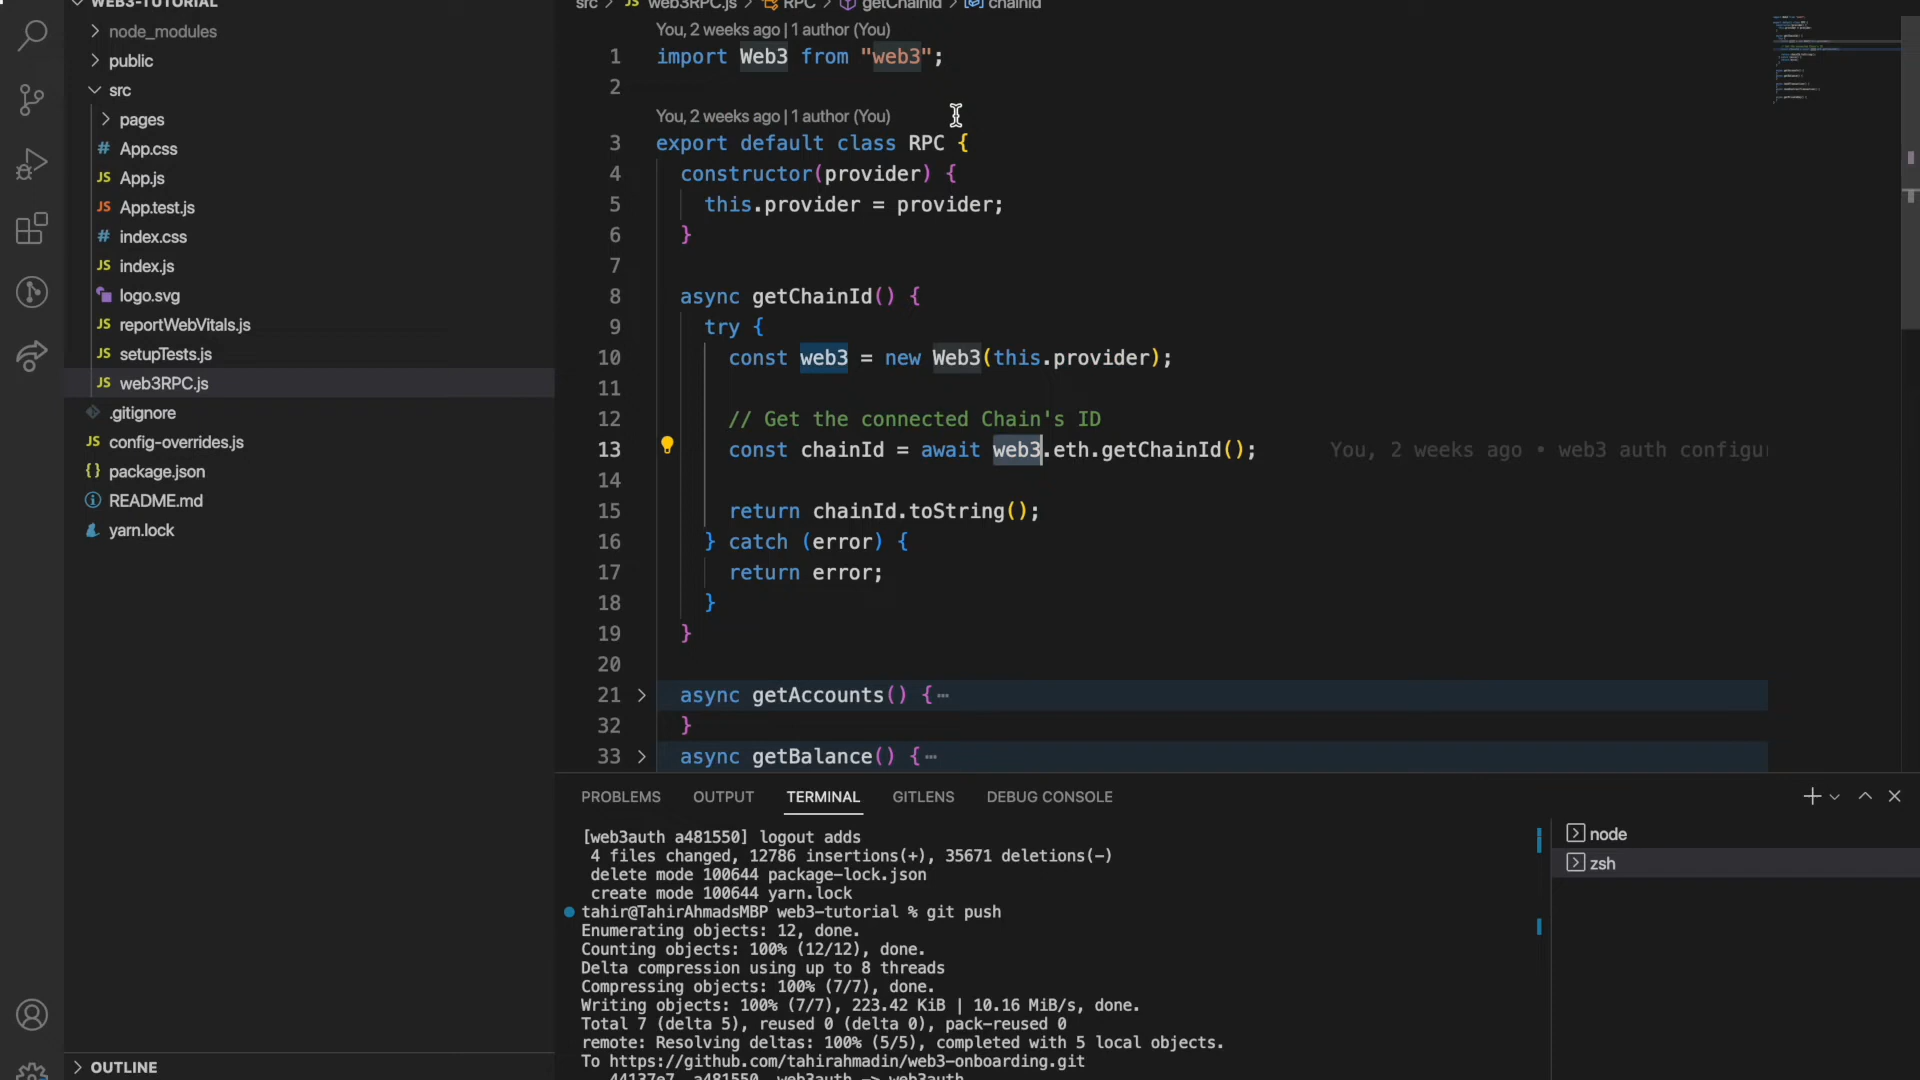 WEB3-TUTORIAL
node_modules
public
src
pages
# App.css
JS App.js
JS App.test.js
# index.css
JS index.js
logo.svg
JS reportWebVitals.js
JS setupTests.js
JS web3RPC.js
.gitignore
JS config-overrides.js
{} package.json
README.md
yarn.lock
OUTLINE
src > JS web3RPC.js > RPC > getChainId > chainId
You, 2 weeks ago | 1 author (You)
1 import Web3 from "web3";
2
You, 2 weeks ago | 1 author (You)
3 export default class RPC {
4 constructor(provider) {
5 this.provider = provider;
6 }
7
8 async getChainId() {
9 try {
10 const web3 = new Web3(this.provider);
11
12 // Get the connected Chain's ID
13 const chainId = await web3.eth.getChainId(); You, 2 weeks ago • web3 auth configu
14
15 return chainId.toString();
16 } catch (error) {
17 return error;
18 }
19 }
20
21 > async getAccounts() {⋯
32 }
33 > async getBalance() {⋯
PROBLEMS OUTPUT TERMINAL GITLENS DEBUG CONSOLE
[web3auth a481550] logout adds
4 files changed, 12786 insertions(+), 35671 deletions(-)
delete mode 100644 package-lock.json
create mode 100644 yarn.lock
tahir@TahirAhmadsMBP web3-tutorial % git push
Enumerating objects: 12, done.
Counting objects: 100% (12/12), done.
Delta compression using up to 8 threads
Compressing objects: 100% (7/7), done.
Writing objects: 100% (7/7), 223.42 KiB | 10.16 MiB/s, done.
Total 7 (delta 5), reused 0 (delta 0), pack-reused 0
remote: Resolving deltas: 100% (5/5), completed with 5 local objects.
To https://github.com/tahirahmadin/web3-onboarding.git
44137e7..a481550 web3auth -> web3auth
node
zsh